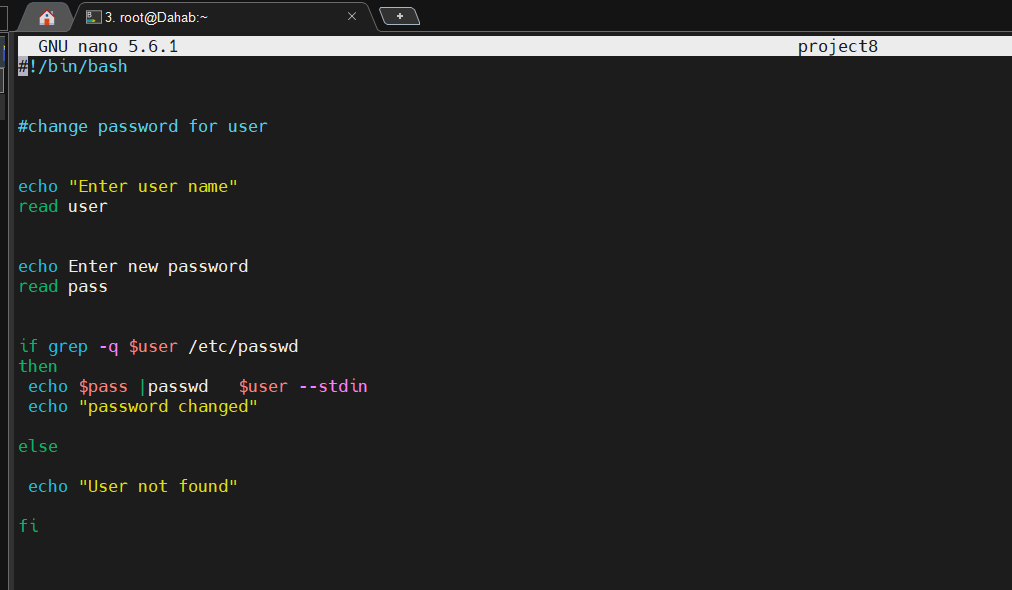 3. root@Dahab:~
GNU nano 5.6.1 project8
#!/bin/bash
#change password for user
echo "Enter user name"
read user
echo Enter new password
read pass
if grep -q $user /etc/passwd
then
echo $pass |passwd   $user --stdin
echo "password changed"
else
echo "User not found"
fi